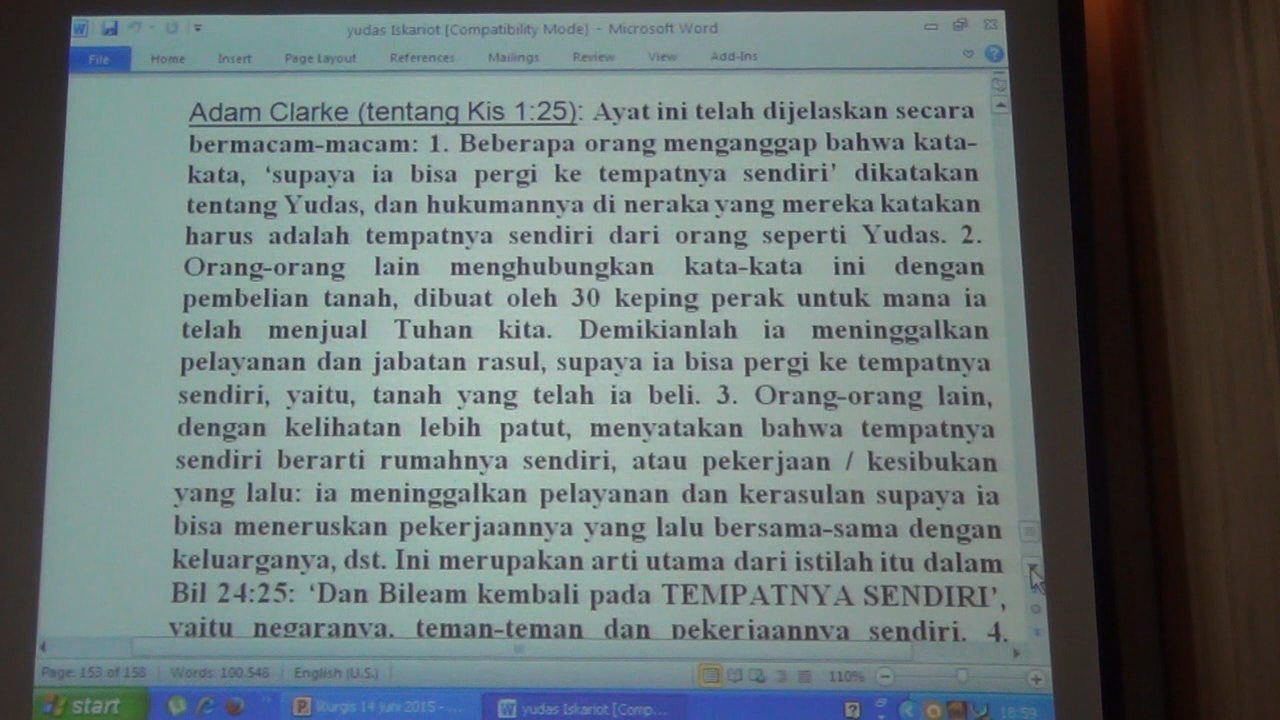 yudas Iskariot [Compatibility Mode] - Microsoft Word
File Home Insert Page Layout References Mailings Review View Add-Ins
Adam Clarke (tentang Kis 1:25): Ayat ini telah dijelaskan secara
bermacam-macam: 1. Beberapa orang menganggap bahwa kata-
kata, ‘supaya ia bisa pergi ke tempatnya sendiri’ dikatakan
tentang Yudas, dan hukumannya di neraka yang mereka katakan
harus adalah tempatnya sendiri dari orang seperti Yudas. 2.
Orang-orang lain menghubungkan kata-kata ini dengan
pembelian tanah, dibuat oleh 30 keping perak untuk mana ia
telah menjual Tuhan kita. Demikianlah ia meninggalkan
pelayanan dan jabatan rasul, supaya ia bisa pergi ke tempatnya
sendiri, yaitu, tanah yang telah ia beli. 3. Orang-orang lain,
dengan kelihatan lebih patut, menyatakan bahwa tempatnya
sendiri berarti rumahnya sendiri, atau pekerjaan / kesibukan
yang lalu: ia meninggalkan pelayanan dan kerasulan supaya ia
bisa meneruskan pekerjaannya yang lalu bersama-sama dengan
keluarganya, dst. Ini merupakan arti utama dari istilah itu dalam
Bil 24:25: ‘Dan Bileam kembali pada TEMPATNYA SENDIRI’,
yaitu negaranya, teman-teman dan pekerjaannya sendiri. 4.
Page: 153 of 158 Words: 100.548 English (U.S.) 110%
start liturgis 14 juni 2015 - ... yudas Iskariot [Comp... 18:59